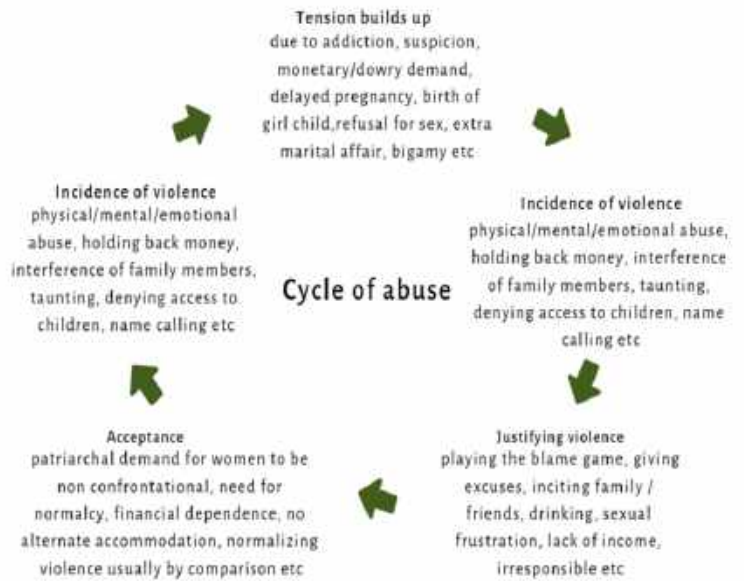 Tension builds up
due to addiction, suspicion,
monetary/dowry demand,
delayed pregnancy, birth of
girl child,refusal for sex, extra
marital affair, bigamy etc
Incidence of violence
physical/mental/emotional abuse,
holding back money, interference
of family members, taunting,
denying access to children, name
calling etc
Justifying violence
playing the blame game, giving
excuses, inciting family /
friends, drinking, sexual
frustration, lack of income,
irresponsible etc
Acceptance
patriarchal demand for women to be
non confrontational, need for
normalcy, financial dependence, no
alternate accommodation, normalizing
violence usually by comparison etc
Incidence of violence
physical/mental/emotional
abuse, holding back money,
interference of family members,
taunting, denying access to
children, name calling etc
Cycle of abuse